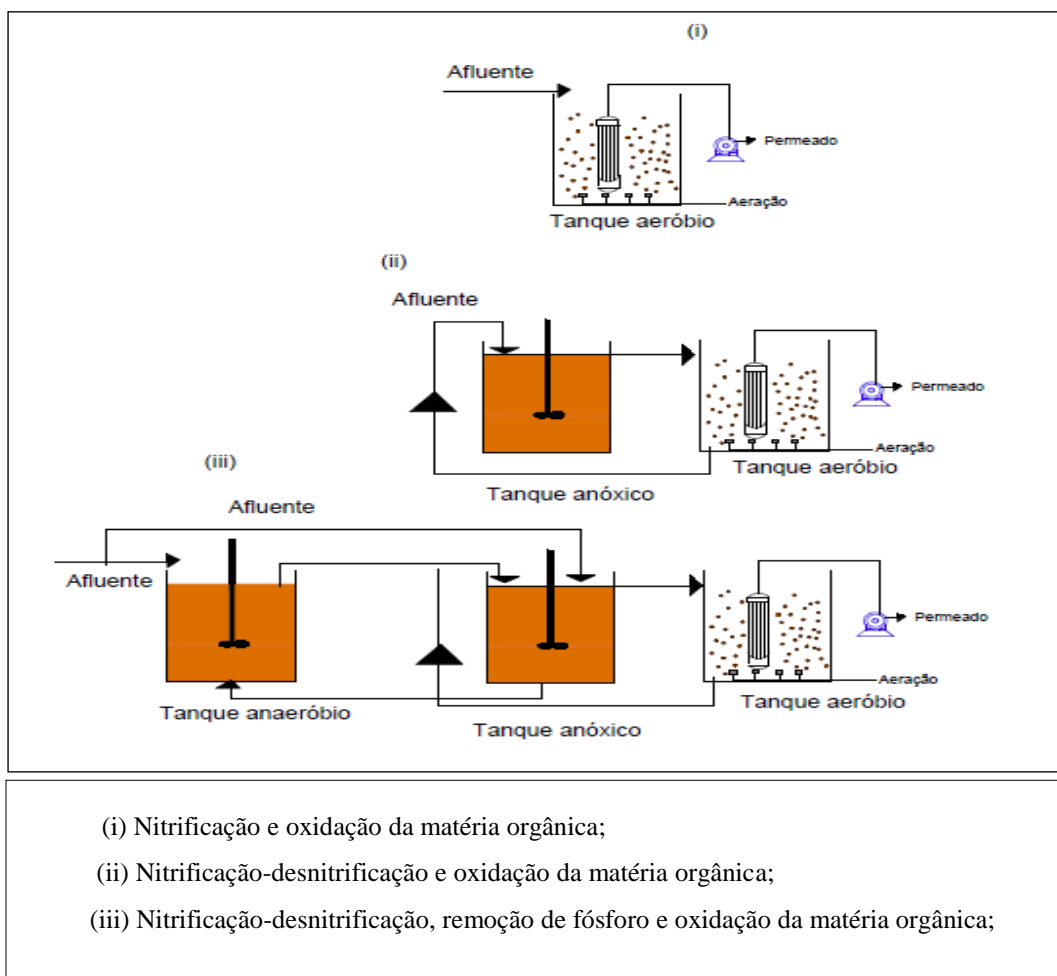 (i)
Afluente
Permeado
Aeração
Tanque aeróbio
(ii)
Afluente
Permeado
Aeração
Tanque aeróbio
Tanque anóxico
(iii)
Afluente
Afluente
Permeado
Aeração
Tanque aeróbio
Tanque anaeróbio
Tanque anóxico
(i) Nitrificação e oxidação da matéria orgânica;
(ii) Nitrificação-desnitrificação e oxidação da matéria orgânica;
(iii) Nitrificação-desnitrificação, remoção de fósforo e oxidação da matéria orgânica;